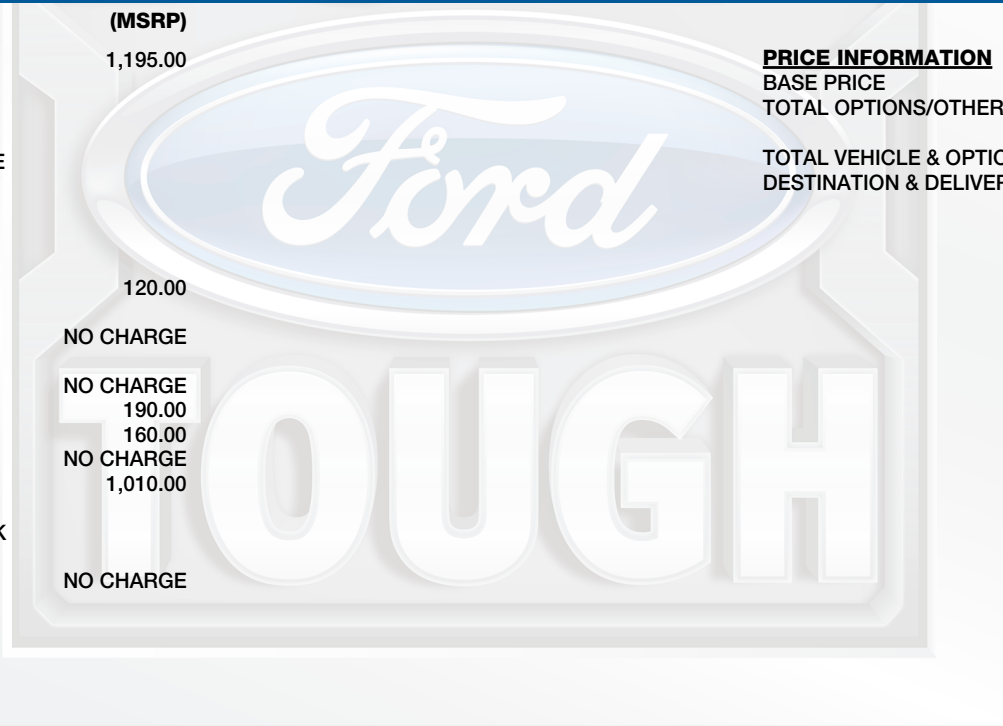 (MSRP)
1,195.00
E
120.00
NO CHARGE
NO CHARGE
190.00
160.00
NO CHARGE
1,010.00
K
NO CHARGE
PRICE INFORMATION
BASE PRICE
TOTAL OPTIONS/OTHER
TOTAL VEHICLE & OPTIO
DESTINATION & DELIVER
Ford
TOUGH